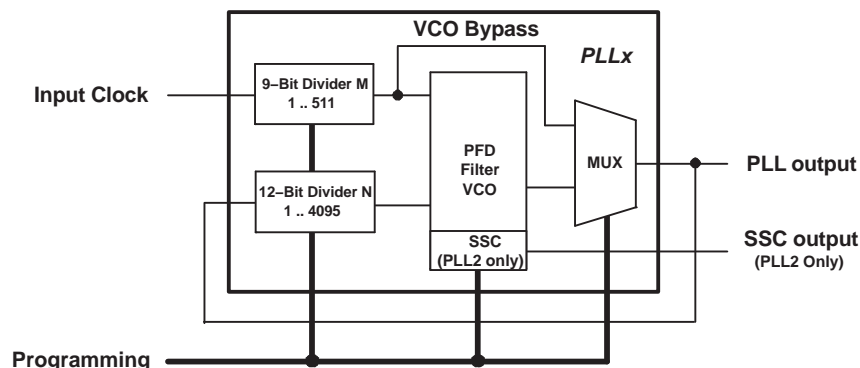 VCO Bypass
PLLx
9–Bit Divider M
1 .. 511
Input Clock
PFD
Filter
VCO
MUX
PLL output
12–Bit Divider N
1 .. 4095
SSC
(PLL2 only)
SSC output
(PLL2 Only)
Programming